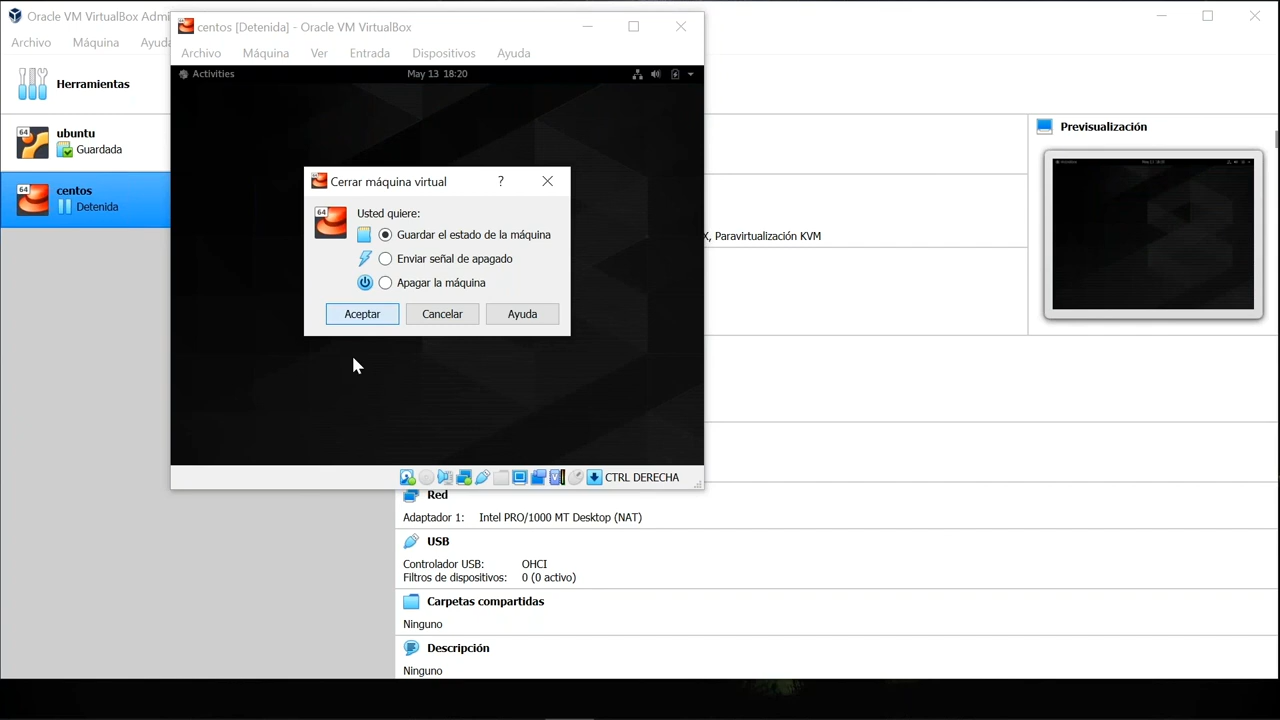 Oracle VM VirtualBox Admi
Archivo Máquina Ayuda
Herramientas
64
ubuntu
Guardada
64
centos
Detenida
centos [Detenida] - Oracle VM VirtualBox
Archivo Máquina Ver Entrada Dispositivos Ayuda
Activities May 13 18:20
Cerrar máquina virtual ?
64
Usted quiere:
Guardar el estado de la máquina
Enviar señal de apagado
Apagar la máquina
Aceptar Cancelar Ayuda
CTRL DERECHA
Previsualización
X, Paravirtualización KVM
Red
Adaptador 1: Intel PRO/1000 MT Desktop (NAT)
USB
Controlador USB: OHCI
Filtros de dispositivos: 0 (0 activo)
Carpetas compartidas
Ninguno
Descripción
Ninguno